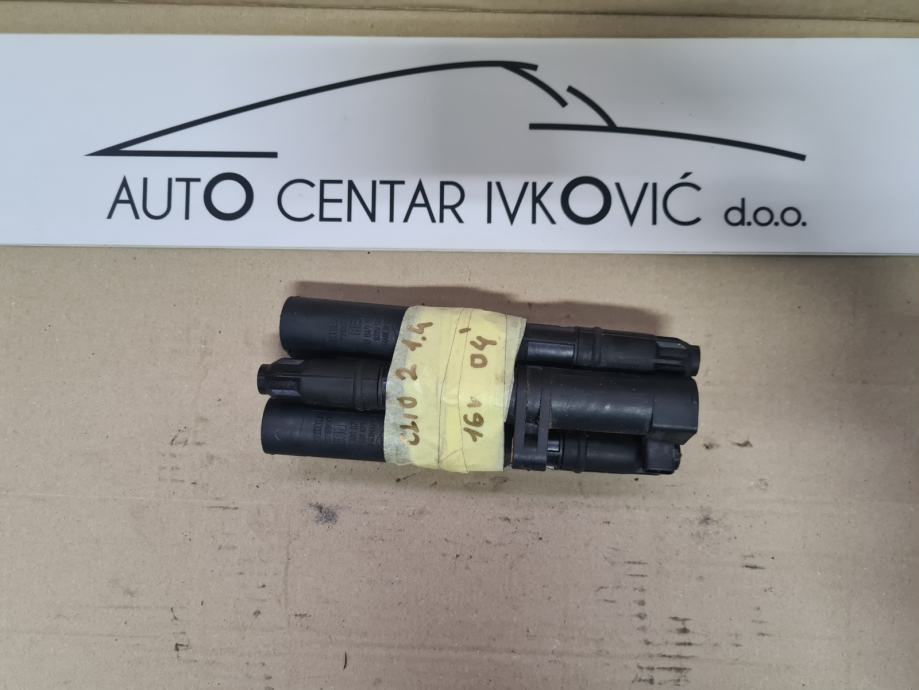 AUTO CENTAR IVKOVIĆ d.o.o.
CLIO 2 1.4
16V 04'